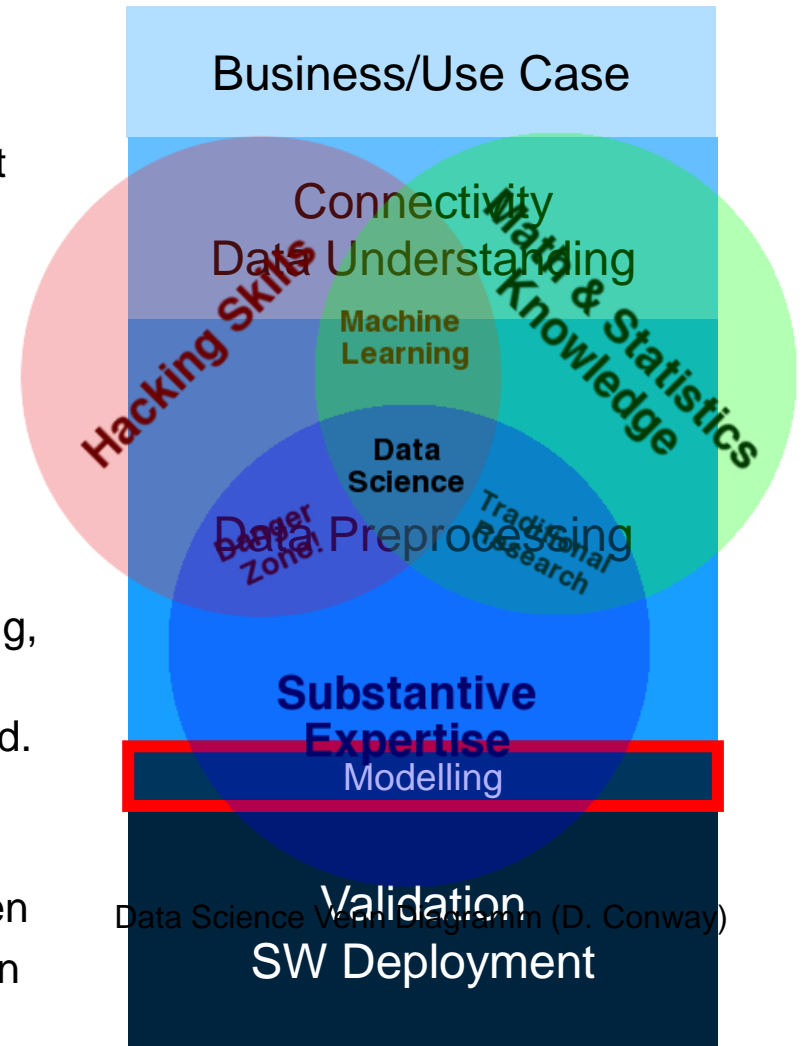 Business/Use Case
t
Connectivity
Data Understanding
Hacking Skills
Math & Statistics
Knowledge
Machine
Learning
Data
Science
Danger
Zone!
Data Preprocessing
Traditional
Research
g,
Substantive
Expertise
d.
Modelling
en
Validation
Data Science Venn Diagramm (D. Conway)
n
SW Deployment